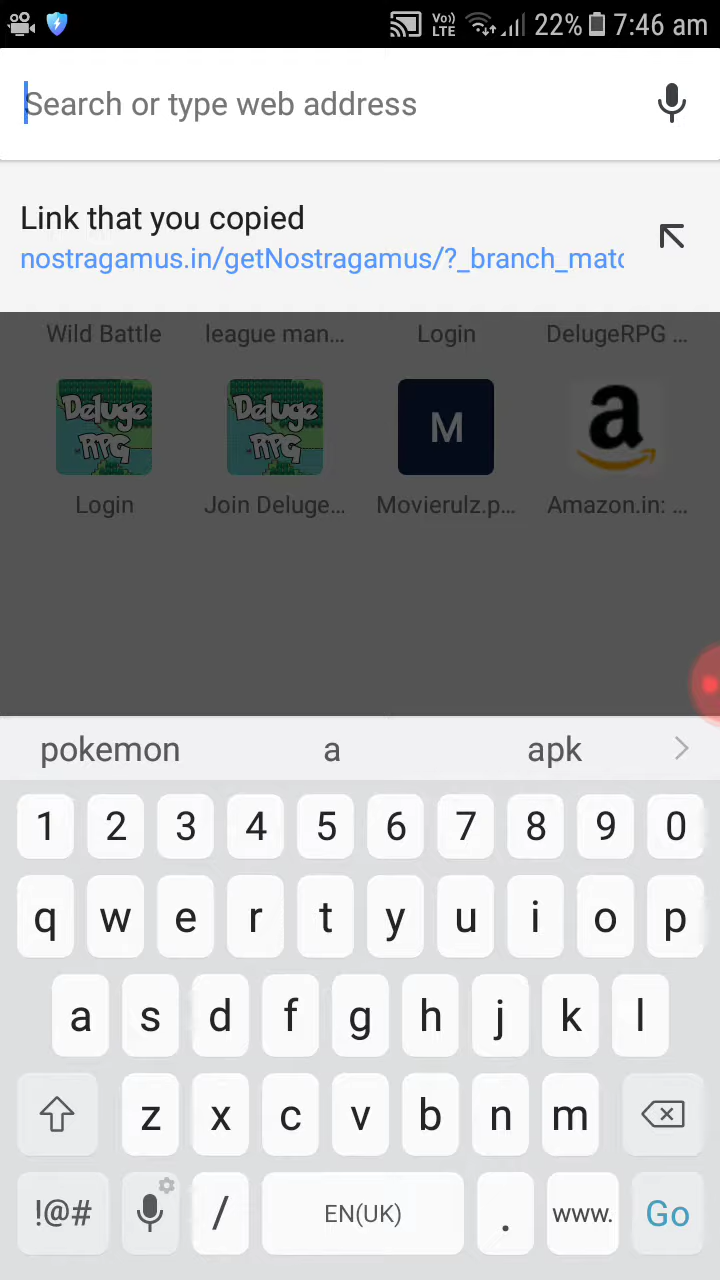 Vo)) LTE 22% 7:46 am
Search or type web address
Link that you copied
nostragamus.in/getNostragamus/?_branch_matc
Wild Battle league man... Login DelugeRPG ...
Deluge RPG Deluge RPG M a
Login Join Deluge... Movierulz.p... Amazon.in: ...
pokemon a apk
1 2 3 4 5 6 7 8 9 0
q w e r t y u i o p
a s d f g h j k l
z x c v b n m
!@# / EN(UK) . www. Go